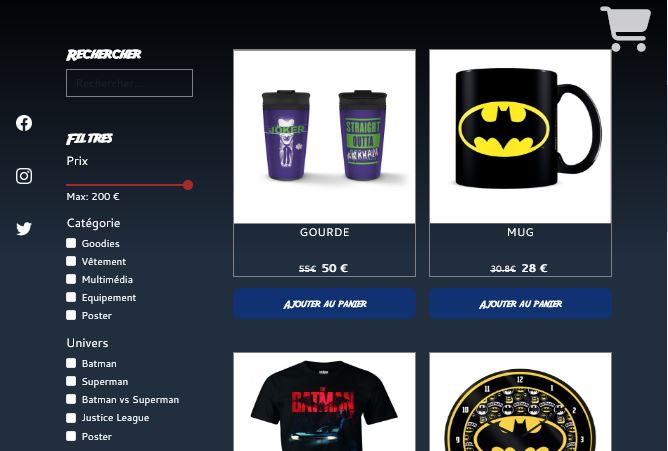 Rechercher
Rechercher...
Filtres
Prix
Max: 200 €
Catégorie
Goodies
Vêtement
Multimédia
Equipement
Poster
Univers
Batman
Superman
Batman vs Superman
Justice League
Poster
JOKER
STRAIGHT
OUTTA
ARKHAM
GOURDE
55€ 50 €
Ajouter au panier
MUG
30.8€ 28 €
Ajouter au panier
THE
BATMAN
12
11
1
10
2
9
3